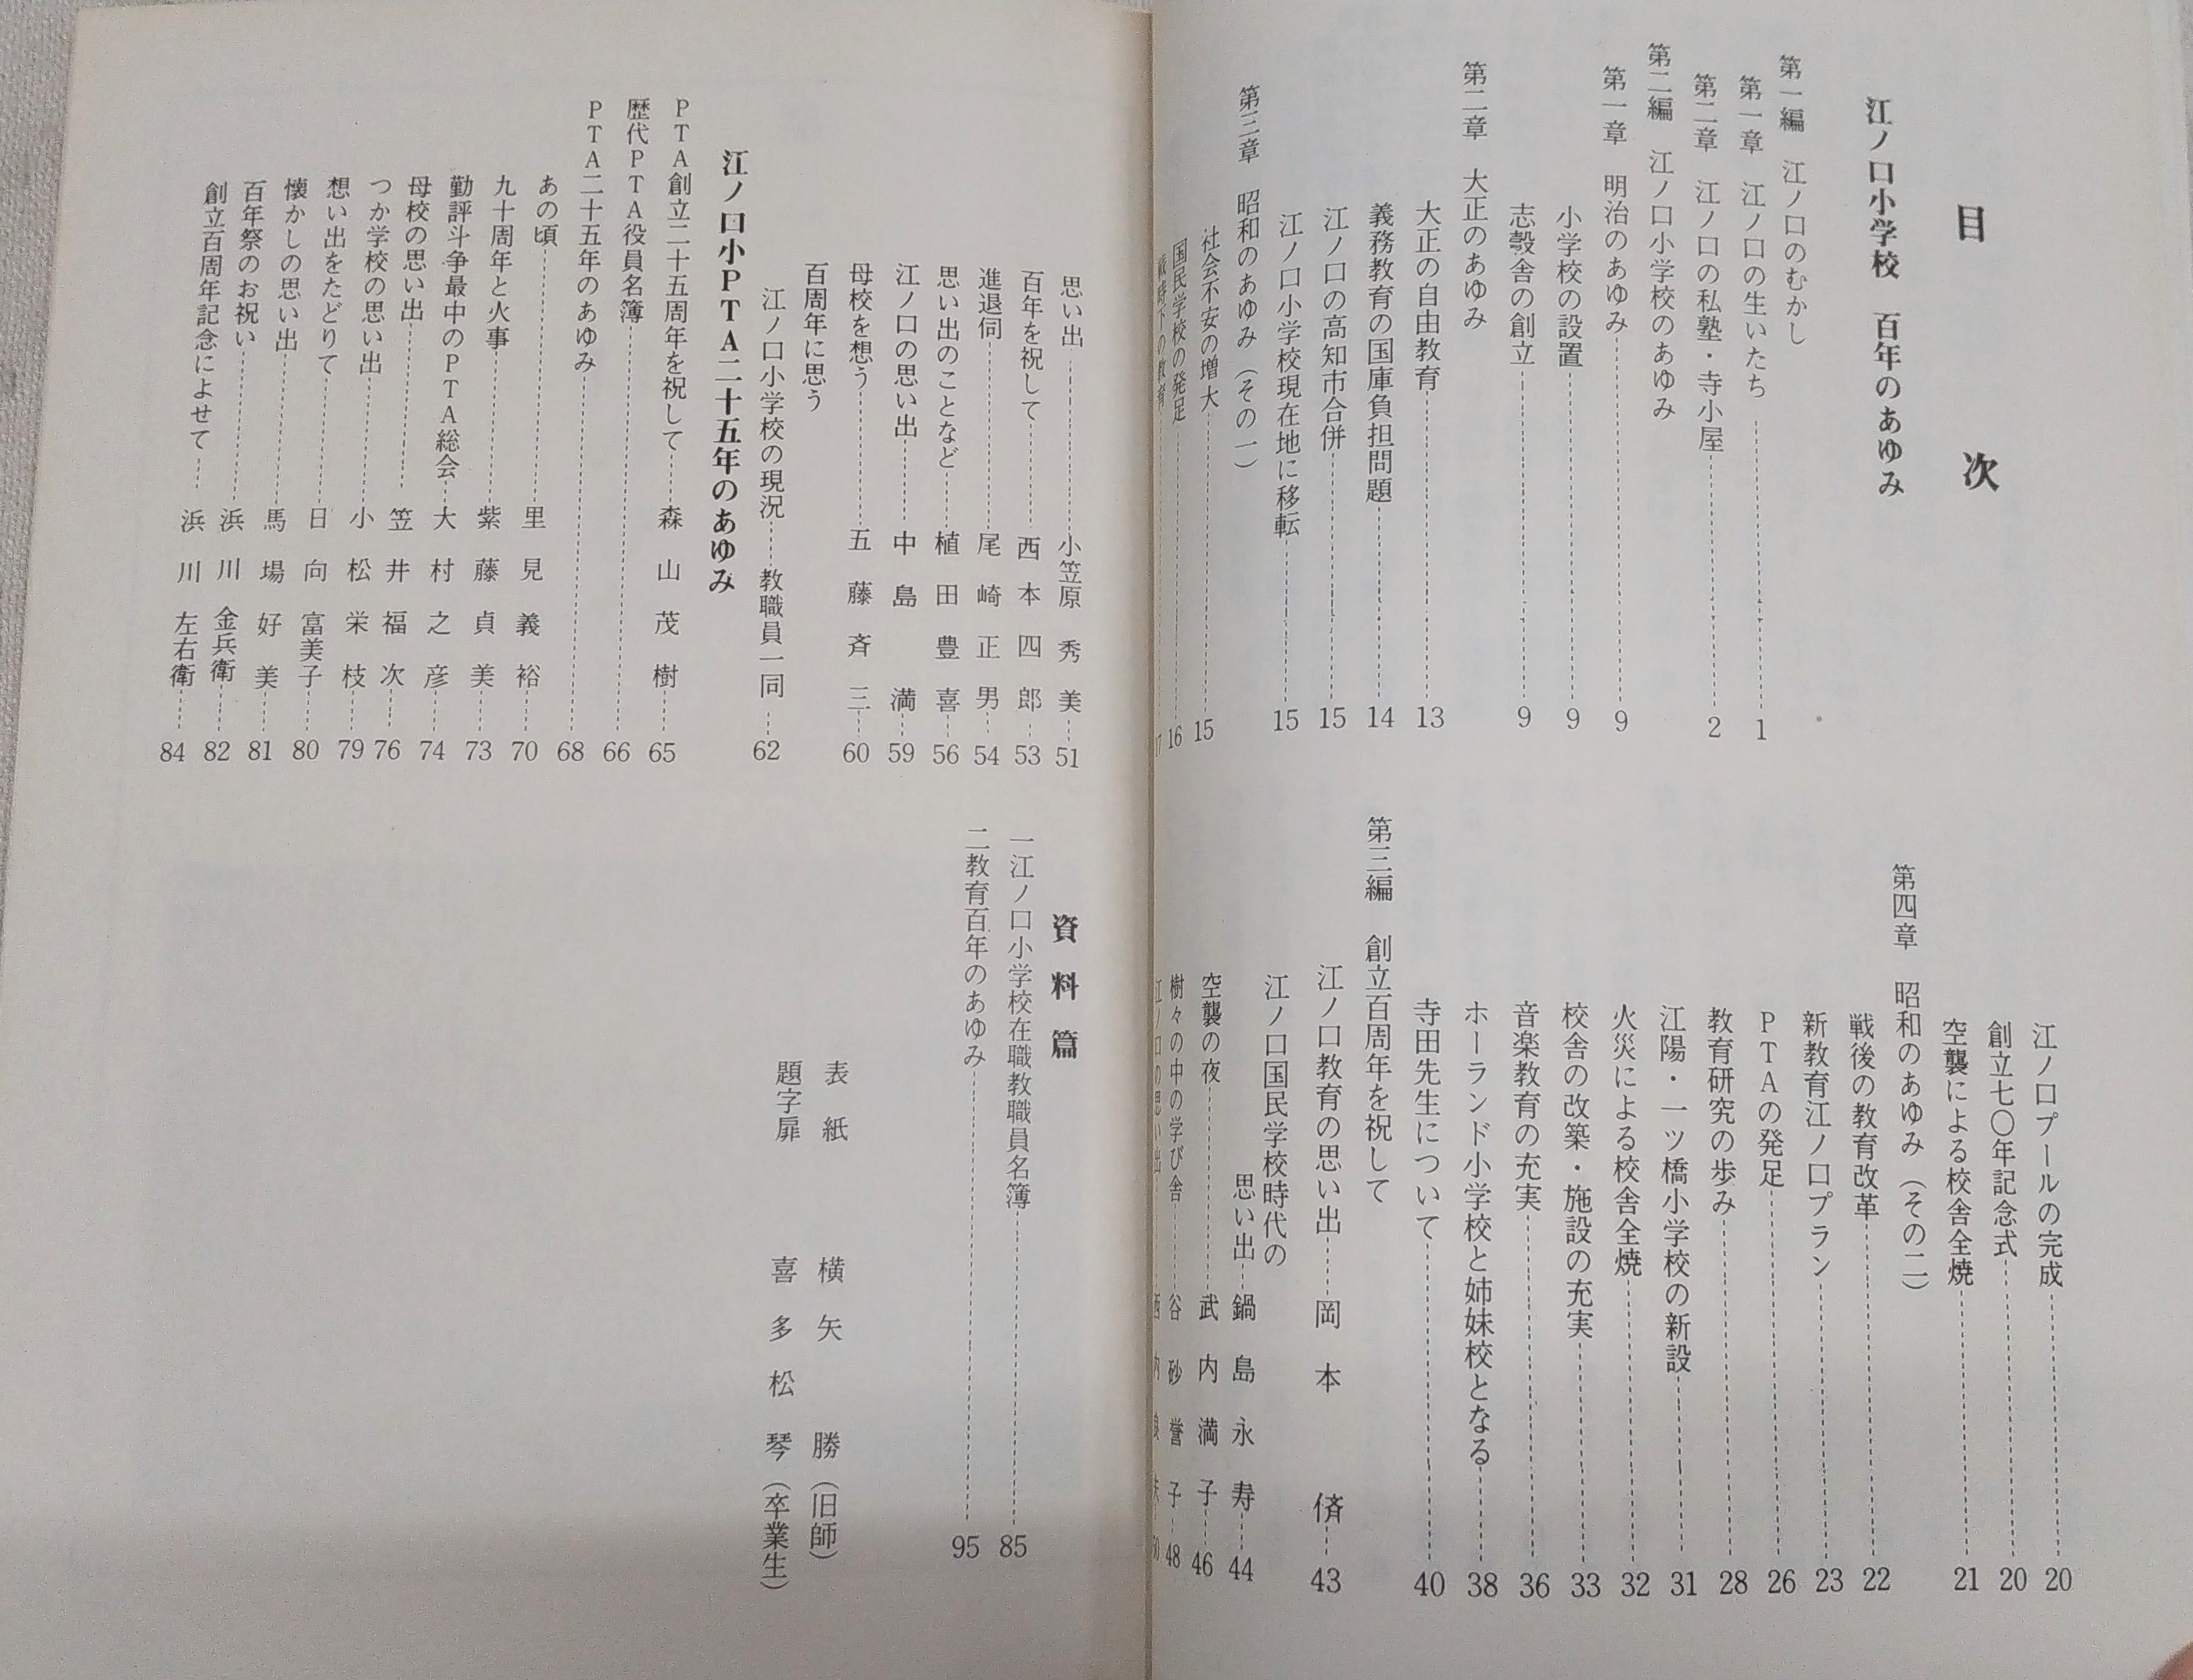 目次
江ノ口小学校　百年のあゆみ
第一編　江ノ口のむかし
第一章　江ノ口の生いたち……1
第二章　江ノ口の私塾・寺小屋……2
第二編　江ノ口小学校のあゆみ
第一章　明治のあゆみ……9
小学校の設置……9
志彀舎の創立……9
第二章　大正のあゆみ
大正の自由教育……13
義務教育の国庫負担問題……14
江ノ口の高知市合併……15
江ノ口小学校現在地に移転……15
第三章　昭和のあゆみ（その一）
社会不安の増大……15
国民学校の発足……16
戦時下の教育……17
江ノ口プールの完成……20
創立七〇年記念式……20
空襲による校舎全焼……21
第四章　昭和のあゆみ（その二）
戦後の教育改革……22
新教育江ノ口プラン……23
PTAの発足……26
教育研究の歩み……28
江陽・一ツ橋小学校の新設……31
火災による校舎全焼……32
校舎の改築・施設の充実……33
音楽教育の充実……36
ホーランド小学校と姉妹校となる……38
寺田先生について……40
第三編　創立百周年を祝して
江ノ口教育の思い出……岡本　侪……43
江ノ口国民学校時代の
思い出……鍋島永寿……44
空襲の夜……武内満子……46
樹々の中の学び舎……谷砂誉子……48
江ノ口の思い出……西内……50
思い出……小笠原秀美……51
百年を祝して……西本四郎……53
進退伺……尾崎正男……54
思い出のことなど……植田豊喜……56
江ノ口の思い出……中島　満……59
母校を想う……五藤斉三……60
百周年に思う
江ノ口小学校の現況……教職員一同……62
江ノ口小PTA二十五年のあゆみ
PTA創立二十五周年を祝して……森山茂樹……65
歴代PTA役員名簿……66
PTA二十五年のあゆみ……68
あの頃……里見義裕……70
九十周年と火事……紫藤貞美……73
勤評斗争最中のPTA総会……大村之彦……74
母校の思い出……笠井福次……76
つか学校の思い出……小松栄枝……79
想い出をたどりて……日向富美子……80
懐かしの思い出……馬場好美……81
百年祭のお祝い……浜川金兵衛……82
創立百周年記念によせて……浜川左右衛……84
資料篇
一江ノ口小学校在職教職員名簿……85
二教育百年のあゆみ……95
表紙　横矢　勝（旧師）
題字扉　喜多松琴（卒業生）